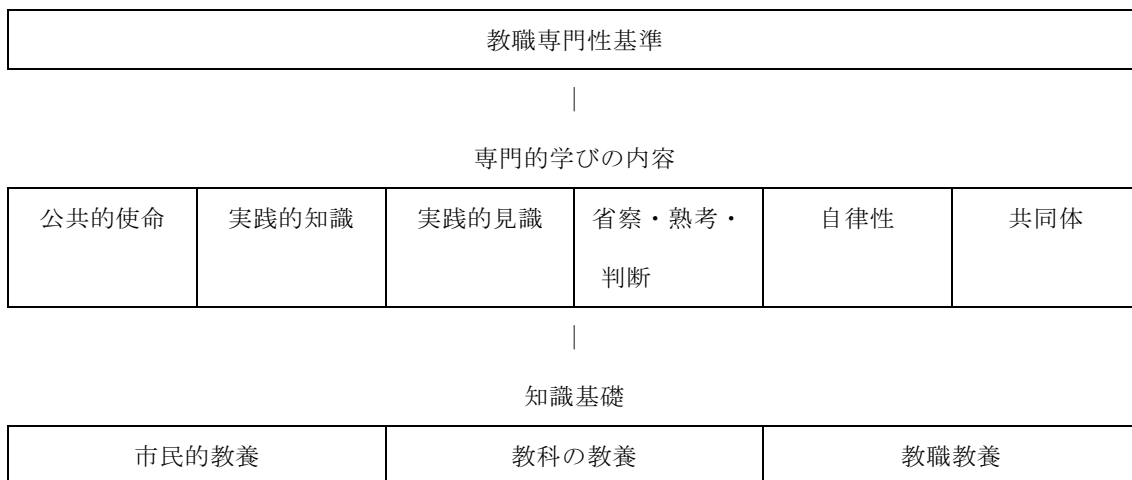 教職専門性基準
専門的学びの内容
公共的使命 実践的知識 実践的見識 省察・熟考・ 自律性 共同体
判断
知識基礎
市民的教養 教科の教養 教職教養